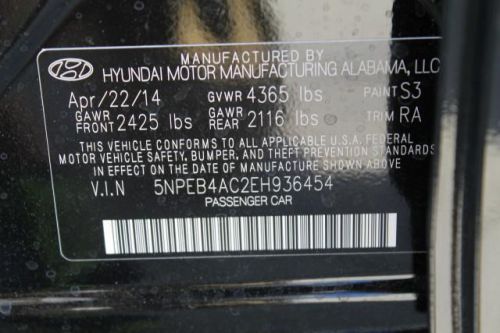 MANUFACTURED BY
HYUNDAI MOTOR MANUFACTURING ALABAMA, LLC
Apr/22/14 GVWR 4365 lbs PAINT S3
GAWR FRONT 2425 lbs GAWR REAR 2116 lbs TRIM RA
THIS VEHICLE CONFORMS TO ALL APPLICABLE U.S.A. FEDERAL
MOTOR VEHICLE SAFETY, BUMPER, AND THEFT PREVENTION STANDARDS
IN EFFECT ON THE DATE OF MANUFACTURE SHOWN ABOVE.
V.I.N 5NPEB4AC2EH936454
PASSENGER CAR